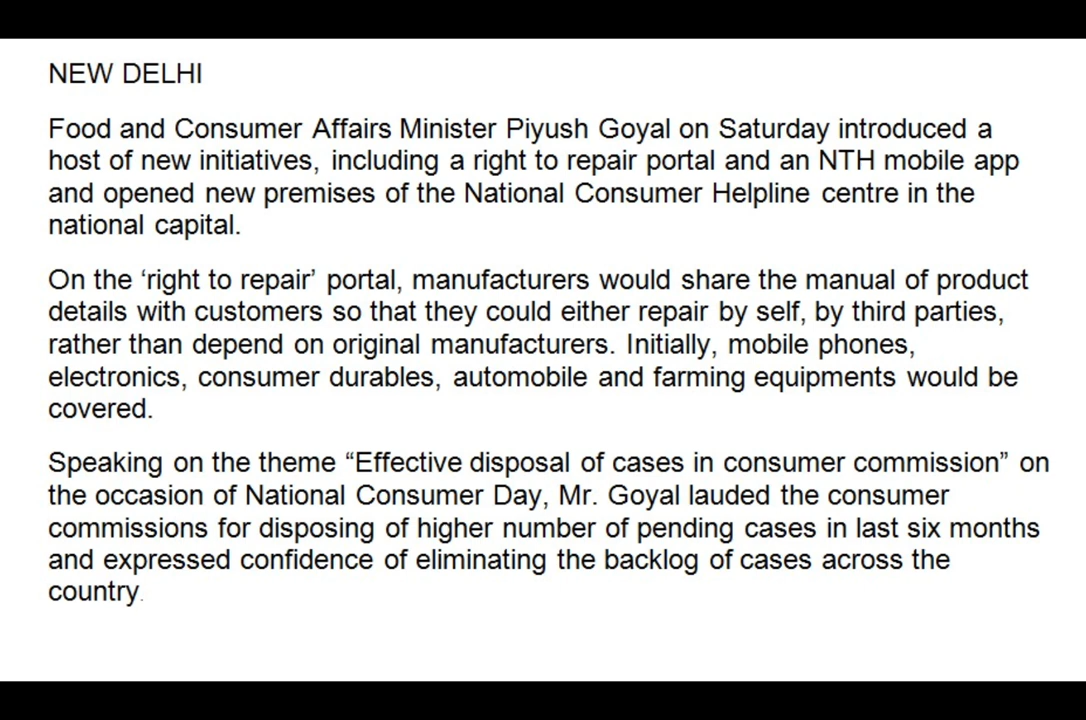 NEW DELHI
Food and Consumer Affairs Minister Piyush Goyal on Saturday introduced a
host of new initiatives, including a right to repair portal and an NTH mobile app
and opened new premises of the National Consumer Helpline centre in the
national capital.
On the ‘right to repair’ portal, manufacturers would share the manual of product
details with customers so that they could either repair by self, by third parties,
rather than depend on original manufacturers. Initially, mobile phones,
electronics, consumer durables, automobile and farming equipments would be
covered.
Speaking on the theme “Effective disposal of cases in consumer commission” on
the occasion of National Consumer Day, Mr. Goyal lauded the consumer
commissions for disposing of higher number of pending cases in last six months
and expressed confidence of eliminating the backlog of cases across the
country.